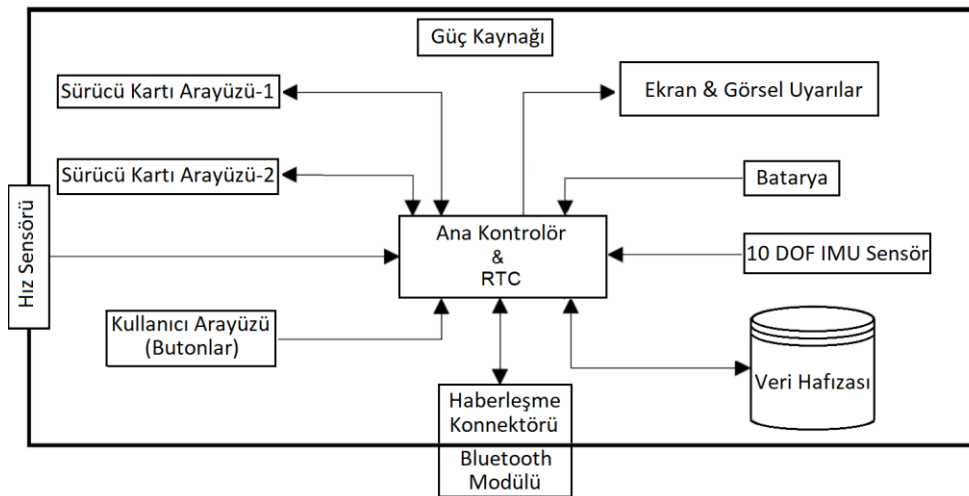 Güç Kaynağı
Sürücü Kartı Arayüz-1
Ekran & Görsel Uyarılar
Sürücü Kartı Arayüzü-2
Batarya
Hız Sensörü
Ana Kontrolör
&
RTC
10 DOF IMU Sensör
Kullanıcı Arayüzü
(Butonlar)
Veri Hafızası
Haberleşme
Konnektörü
Bluetooth
Modülü